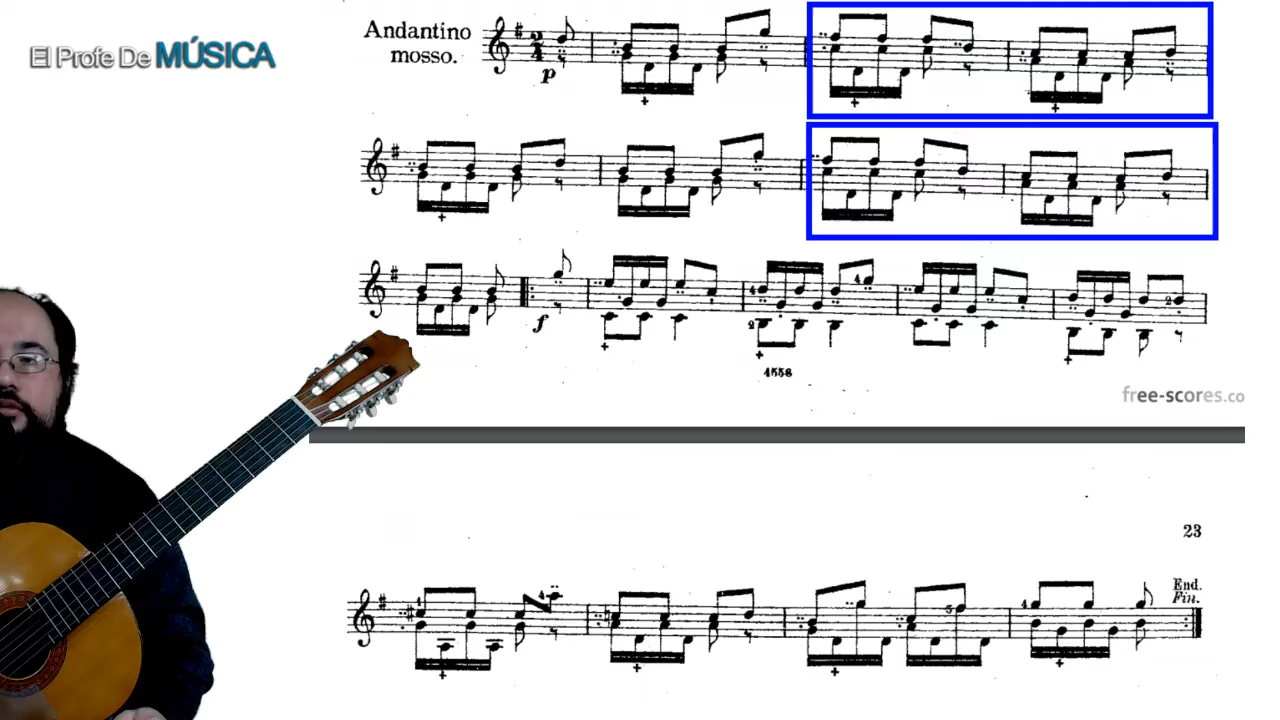 El Profe De MÚSICA
Andantino
mosso.
p
f
4558
free-scores.co
23
End.
Fin.